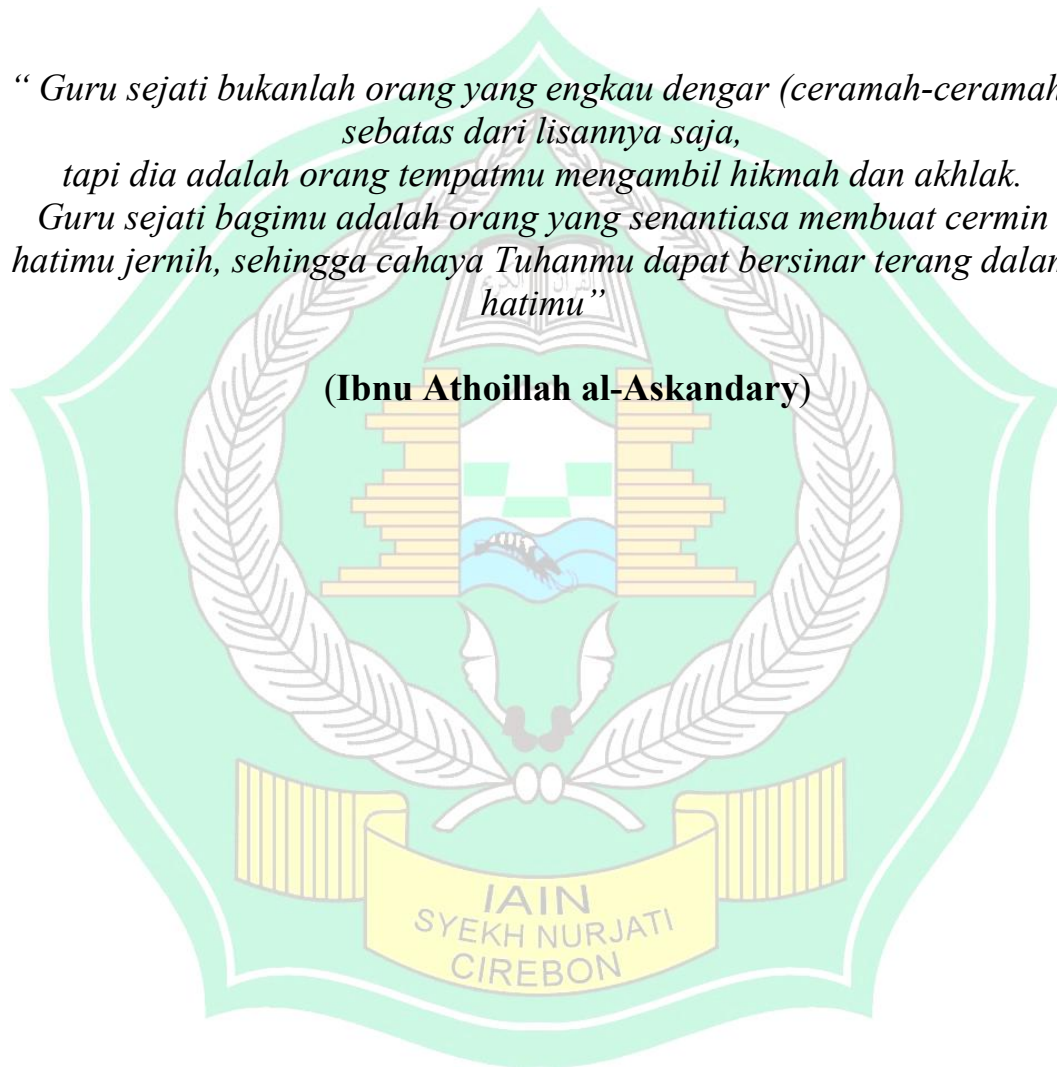 “ Guru sejati bukanlah orang yang engkau dengar (ceramah-ceramah
sebatas dari lisannya saja,
tapi dia adalah orang tempatmu mengambil hikmah dan akhlak.
Guru sejati bagimu adalah orang yang senantiasa membuat cermin
hatimu jernih, sehingga cahaya Tuhanmu dapat bersinar terang dalam
hatimu”
(Ibnu Athoillah al-Askandary)
IAIN
SYEKH NURJATI
CIREBON